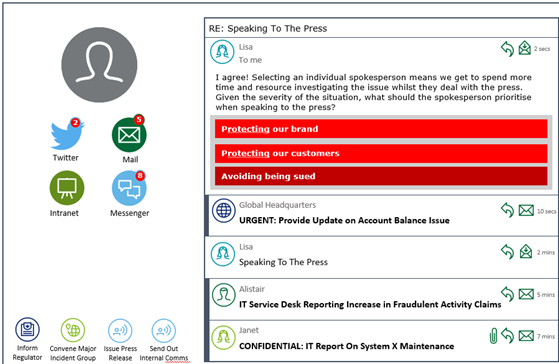 RE: Speaking To The Press
Lisa
To me
2 secs
I agree! Selecting an individual spokesperson means we get to spend more
time and resource investigating the issue whilst they deal with the press.
Given the severity of the situation, what should the spokesperson prioritise
when speaking to the press?
Protecting our brand
Protecting our customers
Avoiding being sued
2
Twitter
5
Mail
Intranet
8
Messenger
Global Headquarters
URGENT: Provide Update on Account Balance Issue
10 secs
Lisa
Speaking To The Press
2 mins
Alistair
IT Service Desk Reporting Increase in Fraudulent Activity Claims
5 mins
Janet
CONFIDENTIAL: IT Report On System X Maintenance
7 mins
Inform
Regulator
Convene Major
Incident Group
Issue Press
Release
Send Out
Internal Comms